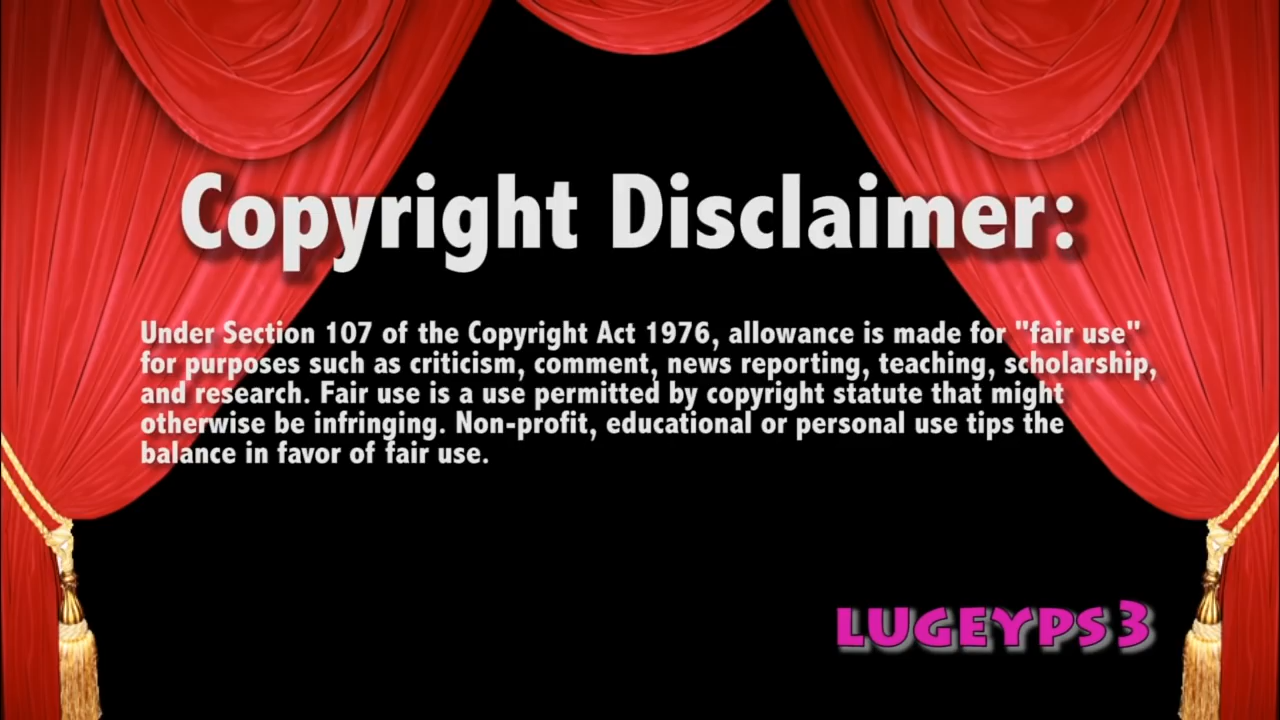 Copyright Disclaimer:
Under Section 107 of the Copyright Act 1976, allowance is made for "fair use"
for purposes such as criticism, comment, news reporting, teaching, scholarship,
and research. Fair use is a use permitted by copyright statute that might
otherwise be infringing. Non-profit, educational or personal use tips the
balance in favor of fair use.
LUGEYPS3